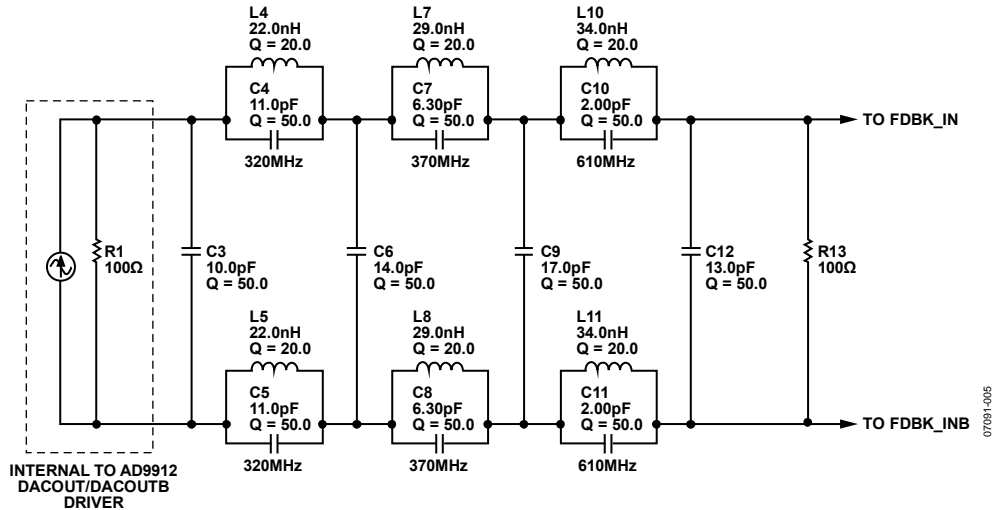 L4
22.0nH
Q = 20.0
L7
29.0nH
Q = 20.0
L10
34.0nH
Q = 20.0
C4
11.0pF
Q = 50.0
320MHz
C7
6.30pF
Q = 50.0
370MHz
C10
2.00pF
Q = 50.0
610MHz
TO FDBK_IN
R1
100Ω
C3
10.0pF
Q = 50.0
C6
14.0pF
Q = 50.0
C9
17.0pF
Q = 50.0
C12
13.0pF
Q = 50.0
R13
100Ω
L5
22.0nH
Q = 20.0
L8
29.0nH
Q = 20.0
L11
34.0nH
Q = 20.0
C5
11.0pF
Q = 50.0
320MHz
C8
6.30pF
Q = 50.0
370MHz
C11
2.00pF
Q = 50.0
610MHz
TO FDBK_INB
INTERNAL TO AD9912
DACOUT/DACOUTB
DRIVER
07091-005